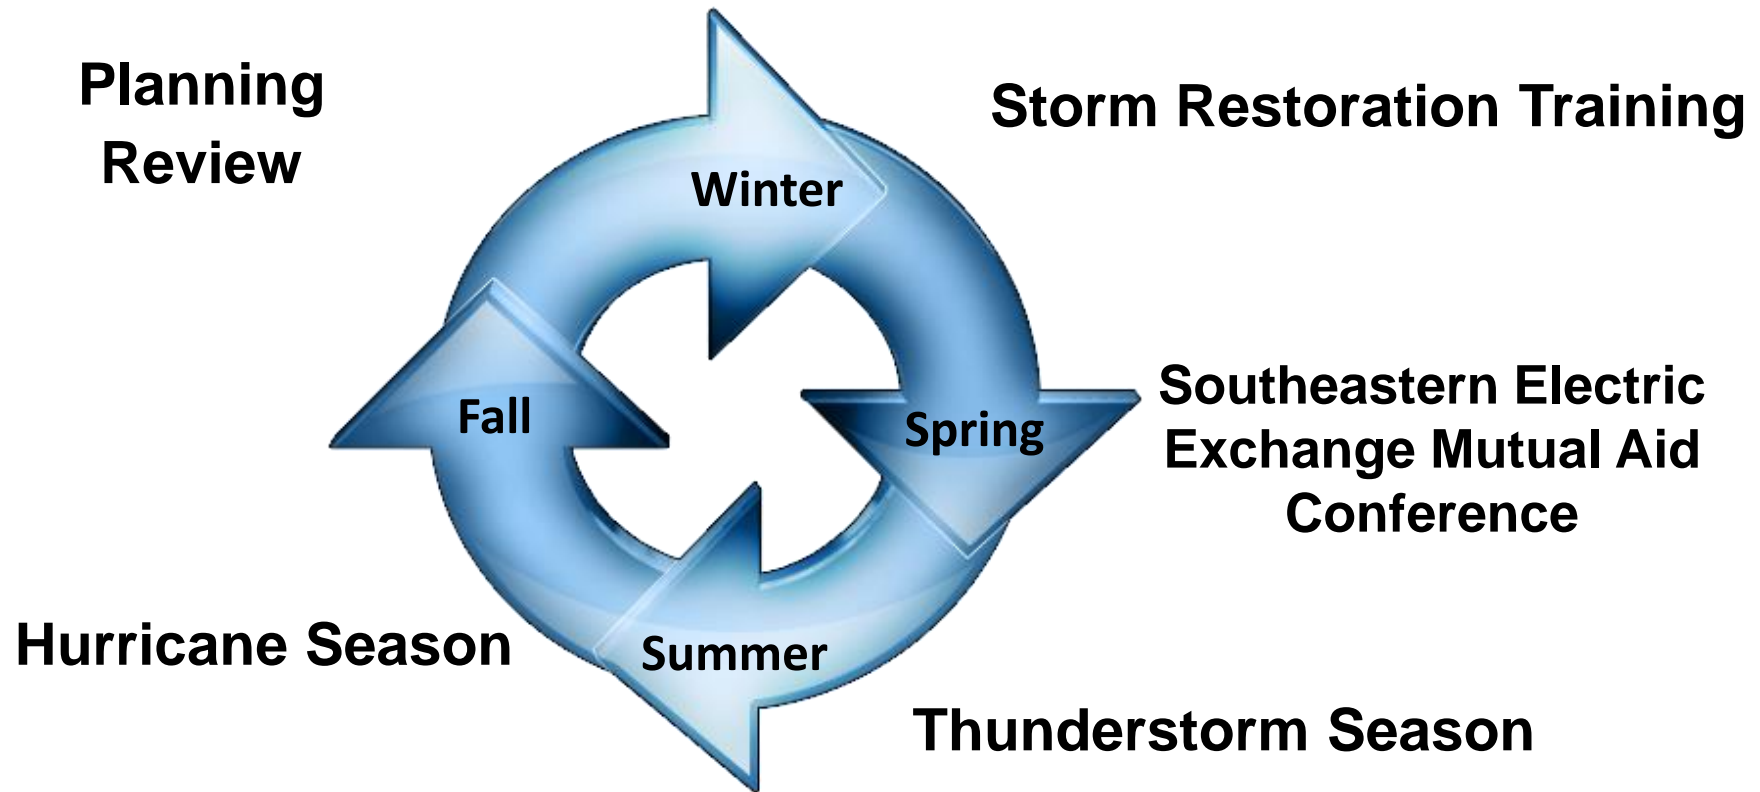 Planning
Review
Storm Restoration Training
Winter
Southeastern Electric
Exchange Mutual Aid
Conference
Fall
Spring
Hurricane Season
Summer
Thunderstorm Season